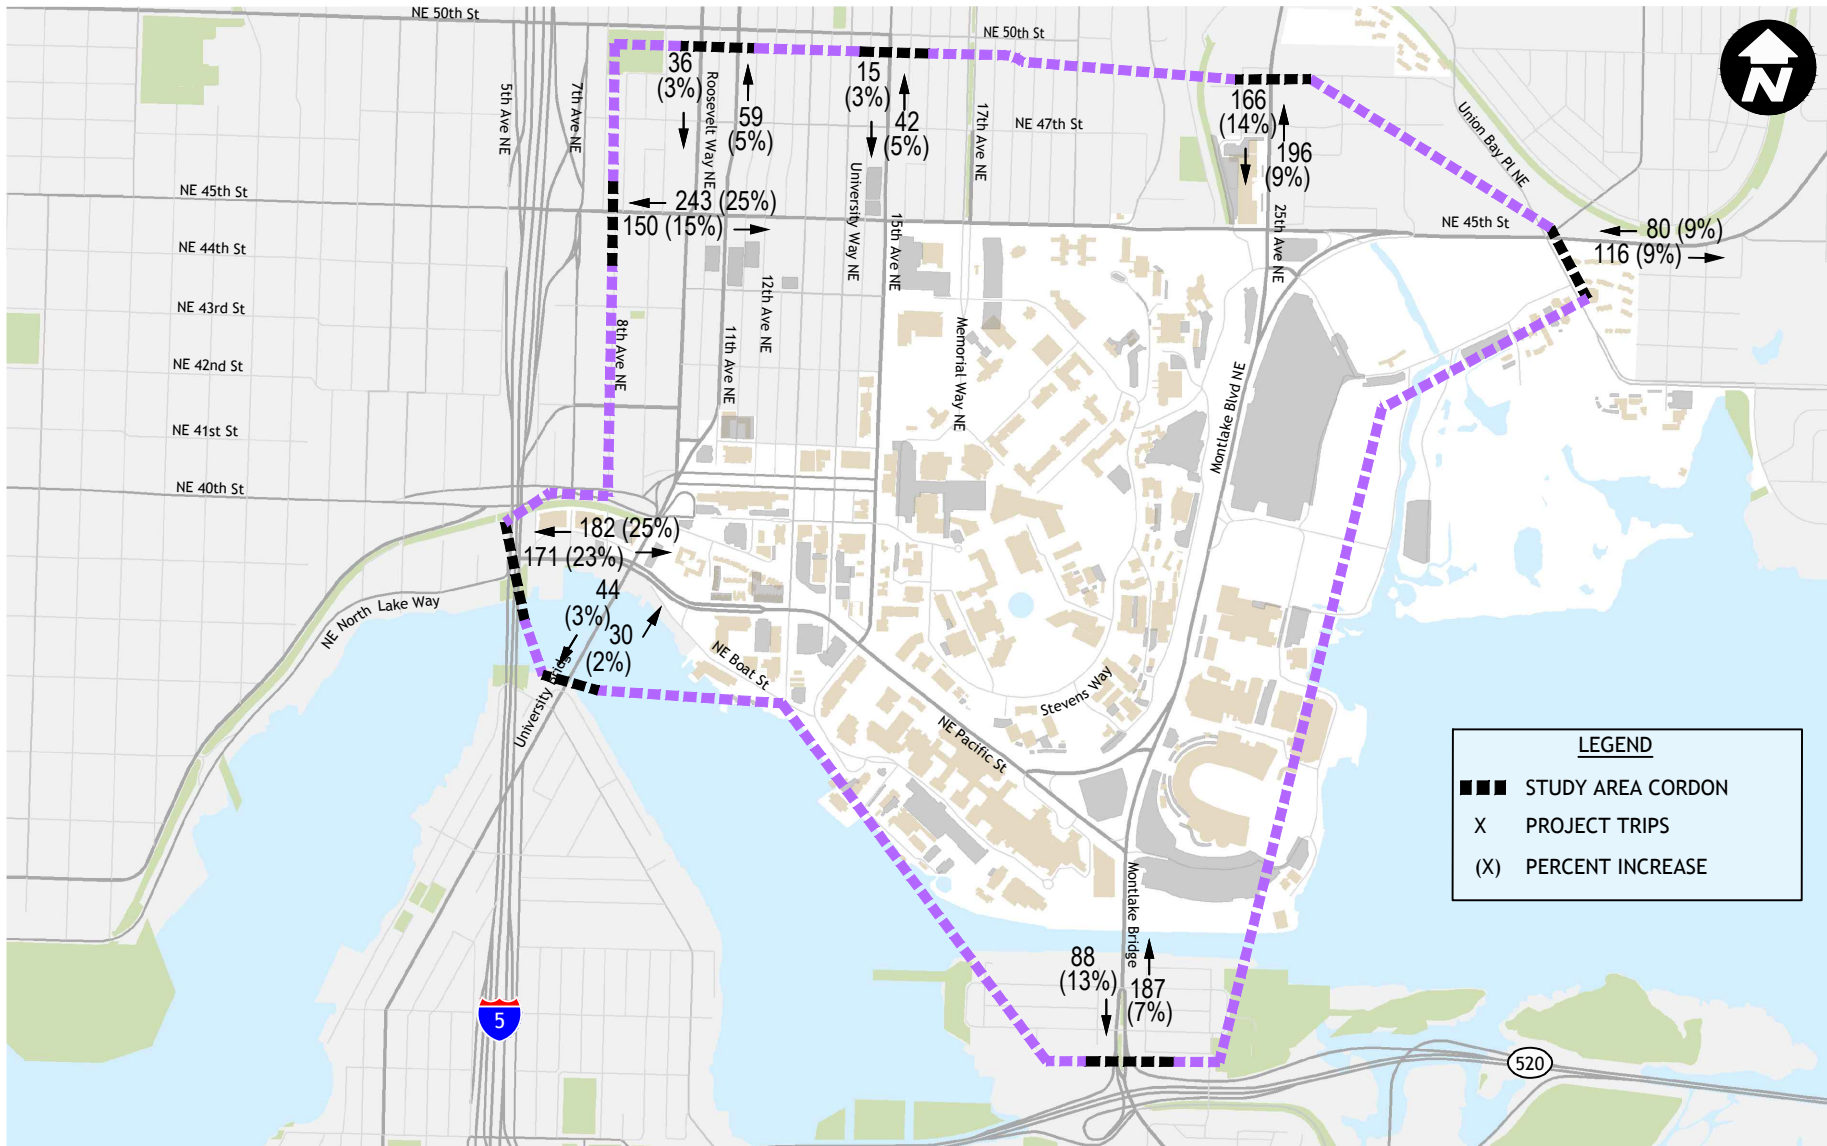 NE 50th St
NE 50th St
N
36
(3%)
59
(5%)
15
(3%)
42
(5%)
166
(14%)
196
(9%)
5th Ave NE
7th Ave NE
Roosevelt Way NE
17th Ave NE
NE 47th St
Union Bay Pl NE
NE 45th St
243 (25%)
150 (15%)
University Way NE
15th Ave NE
25th Ave NE
NE 45th St
80 (9%)
116 (9%)
NE 44th St
12th Ave NE
NE 43rd St
8th Ave NE
11th Ave NE
Memorial Way NE
NE 42nd St
Montlake Blvd NE
NE 41st St
NE 40th St
182 (25%)
171 (23%)
44
(3%)
30
(2%)
NE North Lake Way
University Bridge
NE Boat St
Stevens Way
NE Pacific St
LEGEND
STUDY AREA CORDON
X PROJECT TRIPS
(X) PERCENT INCREASE
Montlake Bridge
88
(13%)
187
(7%)
5
520